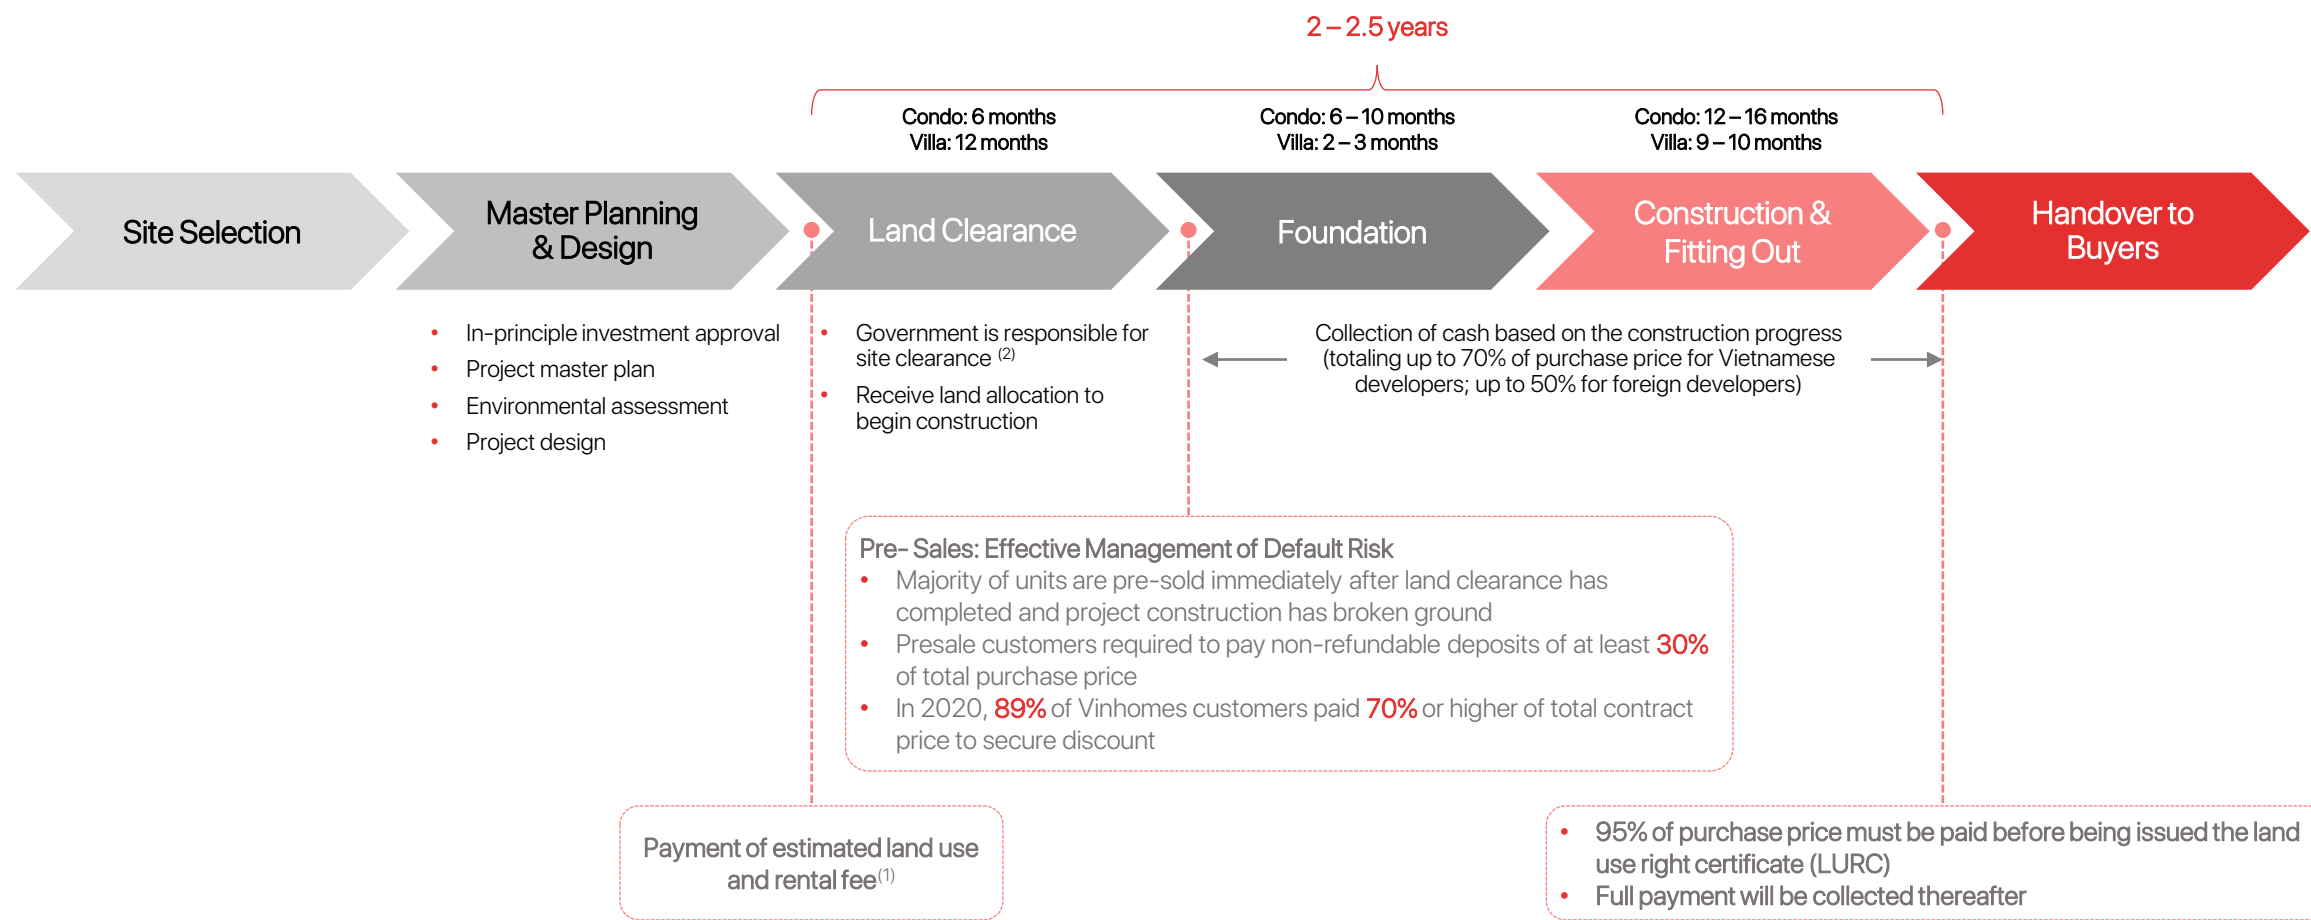 2 – 2.5 years
Condo: 6 months
Villa: 12 months
Condo: 6 – 10 months
Villa: 2 – 3 months
Condo: 12 – 16 months
Villa: 9 – 10 months
Site Selection
Master Planning
& Design
Land Clearance
Foundation
Construction &
Fitting Out
Handover to
Buyers
• In-principle investment approval
• Project master plan
• Environmental assessment
• Project design
• Government is responsible for
site clearance (2)
• Receive land allocation to
begin construction
Collection of cash based on the construction progress
(totaling up to 70% of purchase price for Vietnamese
developers; up to 50% for foreign developers)
Pre- Sales: Effective Management of Default Risk
• Majority of units are pre-sold immediately after land clearance has
completed and project construction has broken ground
• Presale customers required to pay non-refundable deposits of at least 30%
of total purchase price
• In 2020, 89% of Vinhomes customers paid 70% or higher of total contract
price to secure discount
Payment of estimated land use
and rental fee(1)
• 95% of purchase price must be paid before being issued the land
use right certificate (LURC)
• Full payment will be collected thereafter